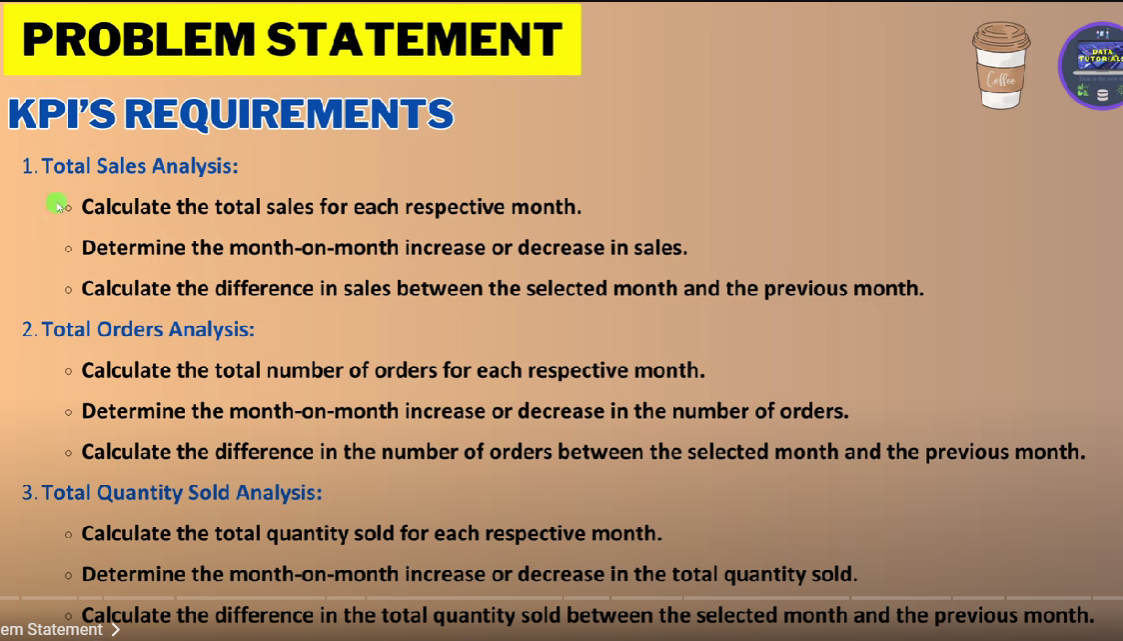 PROBLEM STATEMENT
Coffee
DATA
TUTORIALS
KPI'S REQUIREMENTS
1. Total Sales Analysis:
○ Calculate the total sales for each respective month.
○ Determine the month-on-month increase or decrease in sales.
○ Calculate the difference in sales between the selected month and the previous month.
2. Total Orders Analysis:
○ Calculate the total number of orders for each respective month.
○ Determine the month-on-month increase or decrease in the number of orders.
○ Calculate the difference in the number of orders between the selected month and the previous month.
3. Total Quantity Sold Analysis:
○ Calculate the total quantity sold for each respective month.
○ Determine the month-on-month increase or decrease in the total quantity sold.
○ Calculate the difference in the total quantity sold between the selected month and the previous month.
em Statement >